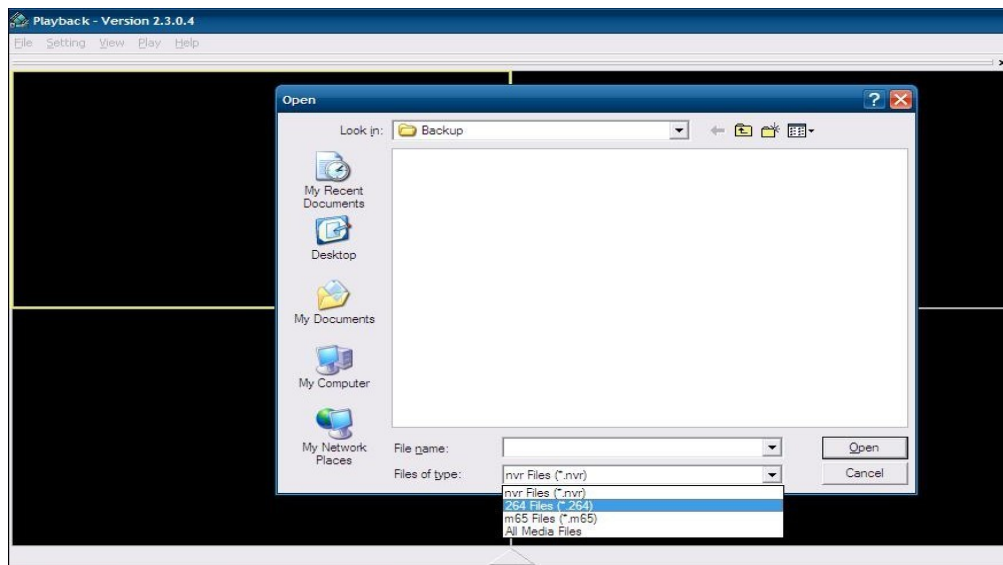 Playback - Version 2.3.0.4
File Setting View Play Help
Open
Look in: Backup
My Recent
Documents
Desktop
My Documents
My Computer
My Network
Places
File name:
Open
Files of type: nvr Files (*.nvr)
Cancel
nvr Files (*.nvr)
264 Files (*.264)
m65 Files (*.m65)
All Media Files